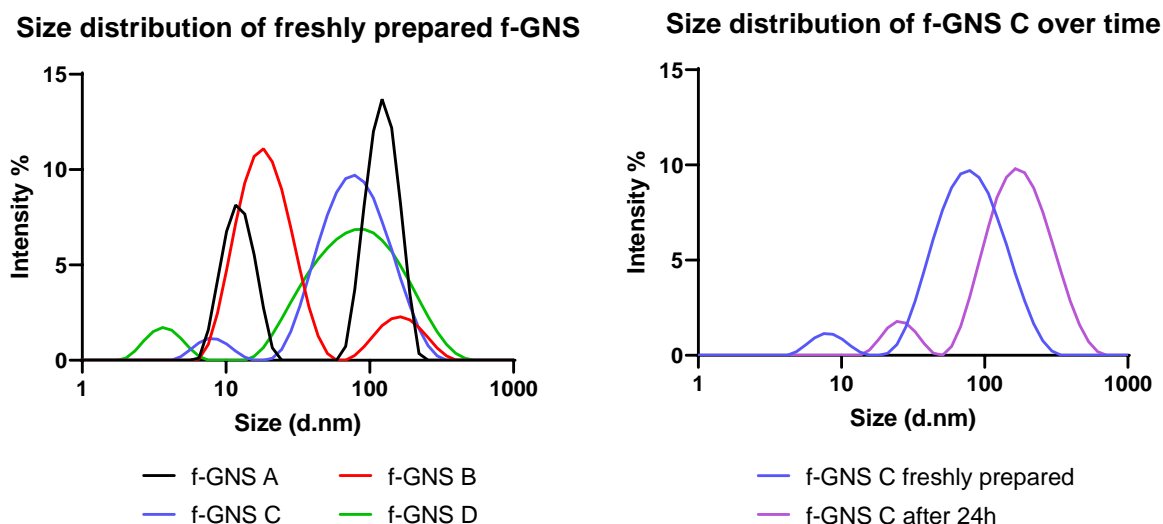 Size distribution of freshly prepared f-GNS
15
10
5
0
Intensity %
1
10
100
1000
Size (d.nm)
f-GNS A
f-GNS B
f-GNS C
f-GNS D
Size distribution of f-GNS C over time
15
10
5
0
Intensity %
1
10
100
1000
Size (d.nm)
f-GNS C freshly prepared
f-GNS C after 24h